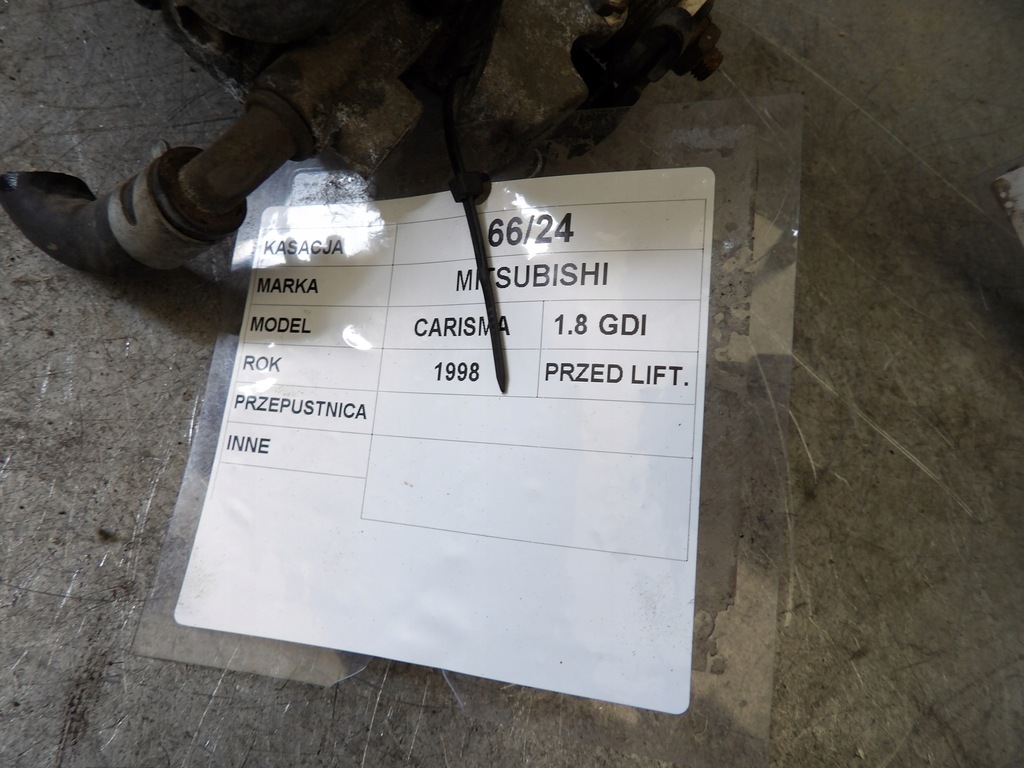 KASACJA 66/24
MARKA MITSUBISHI
MODEL CARISMA 1.8 GDI
ROK 1998 PRZED LIFT.
PRZEPUSTNICA
INNE